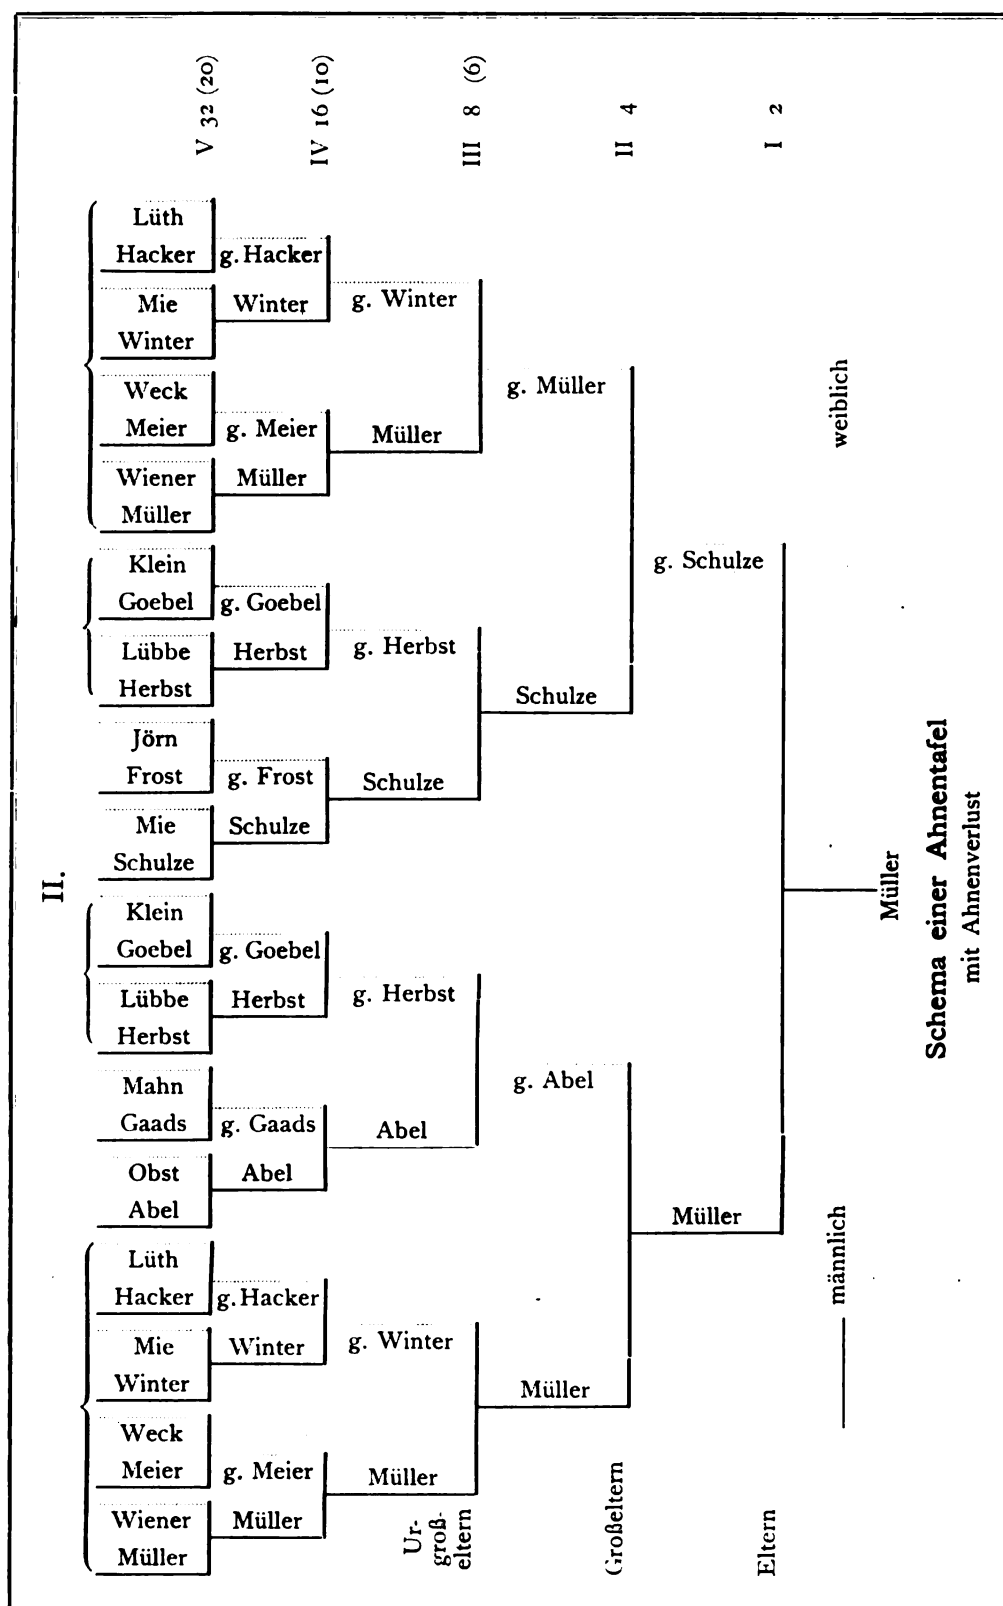 II.
V 32 (20)
IV 16 (10)
III 8 (6)
II 4
I 2
Lüth
Hacker
Mie
Winter
Weck
Meier
Wiener
Müller
Klein
Goebel
Lübbe
Herbst
Jörn
Frost
Mie
Schulze
Klein
Goebel
Lübbe
Herbst
Mahn
Gaads
Obst
Abel
Lüth
Hacker
Mie
Winter
Weck
Meier
Wiener
Müller
g. Hacker
Winter
g. Meier
Müller
g. Goebel
Herbst
g. Frost
Schulze
g. Goebel
Herbst
g. Gaads
Abel
g. Hacker
Winter
g. Meier
Müller
g. Winter
Müller
g. Herbst
Schulze
g. Herbst
Abel
g. Winter
Müller
Ur-
groß-
eltern
g. Müller
Schulze
g. Abel
Müller
Großeltern
g. Schulze
Müller
Eltern
weiblich
männlich
Müller
Schema einer Ahnentafel
mit Ahnenverlust